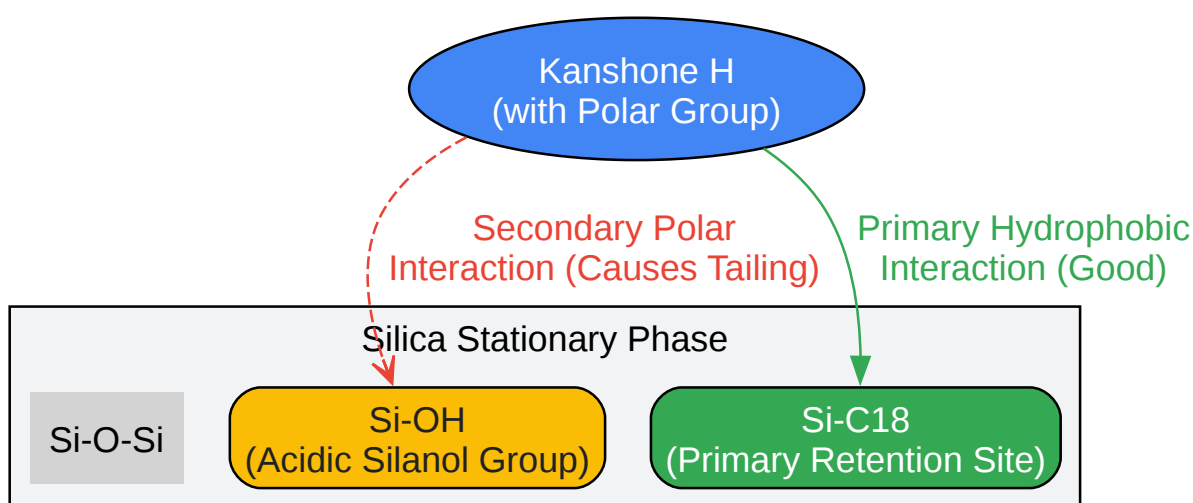 Kanshone H
(with Polar Group)
Secondary Polar
Interaction (Causes Tailing)
Primary Hydrophobic
Interaction (Good)
Silica Stationary Phase
Si-O-Si
Si-OH
(Acidic Silanol Group)
Si-C18
(Primary Retention Site)